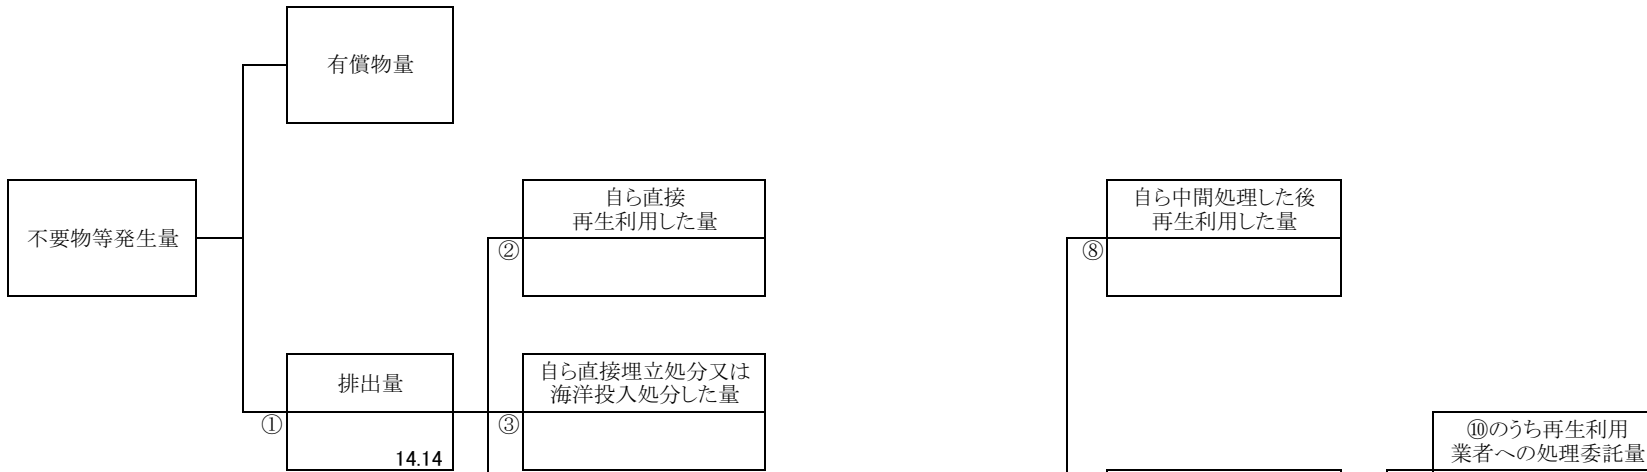 有償物量
不要物等発生量
自ら直接
再生利用した量
②
自ら中間処理した後
再生利用した量
⑧
排出量
①
14.14
自ら直接埋立処分又は
海洋投入処分した量
③
⑩のうち再生利用
業者への処理委託量